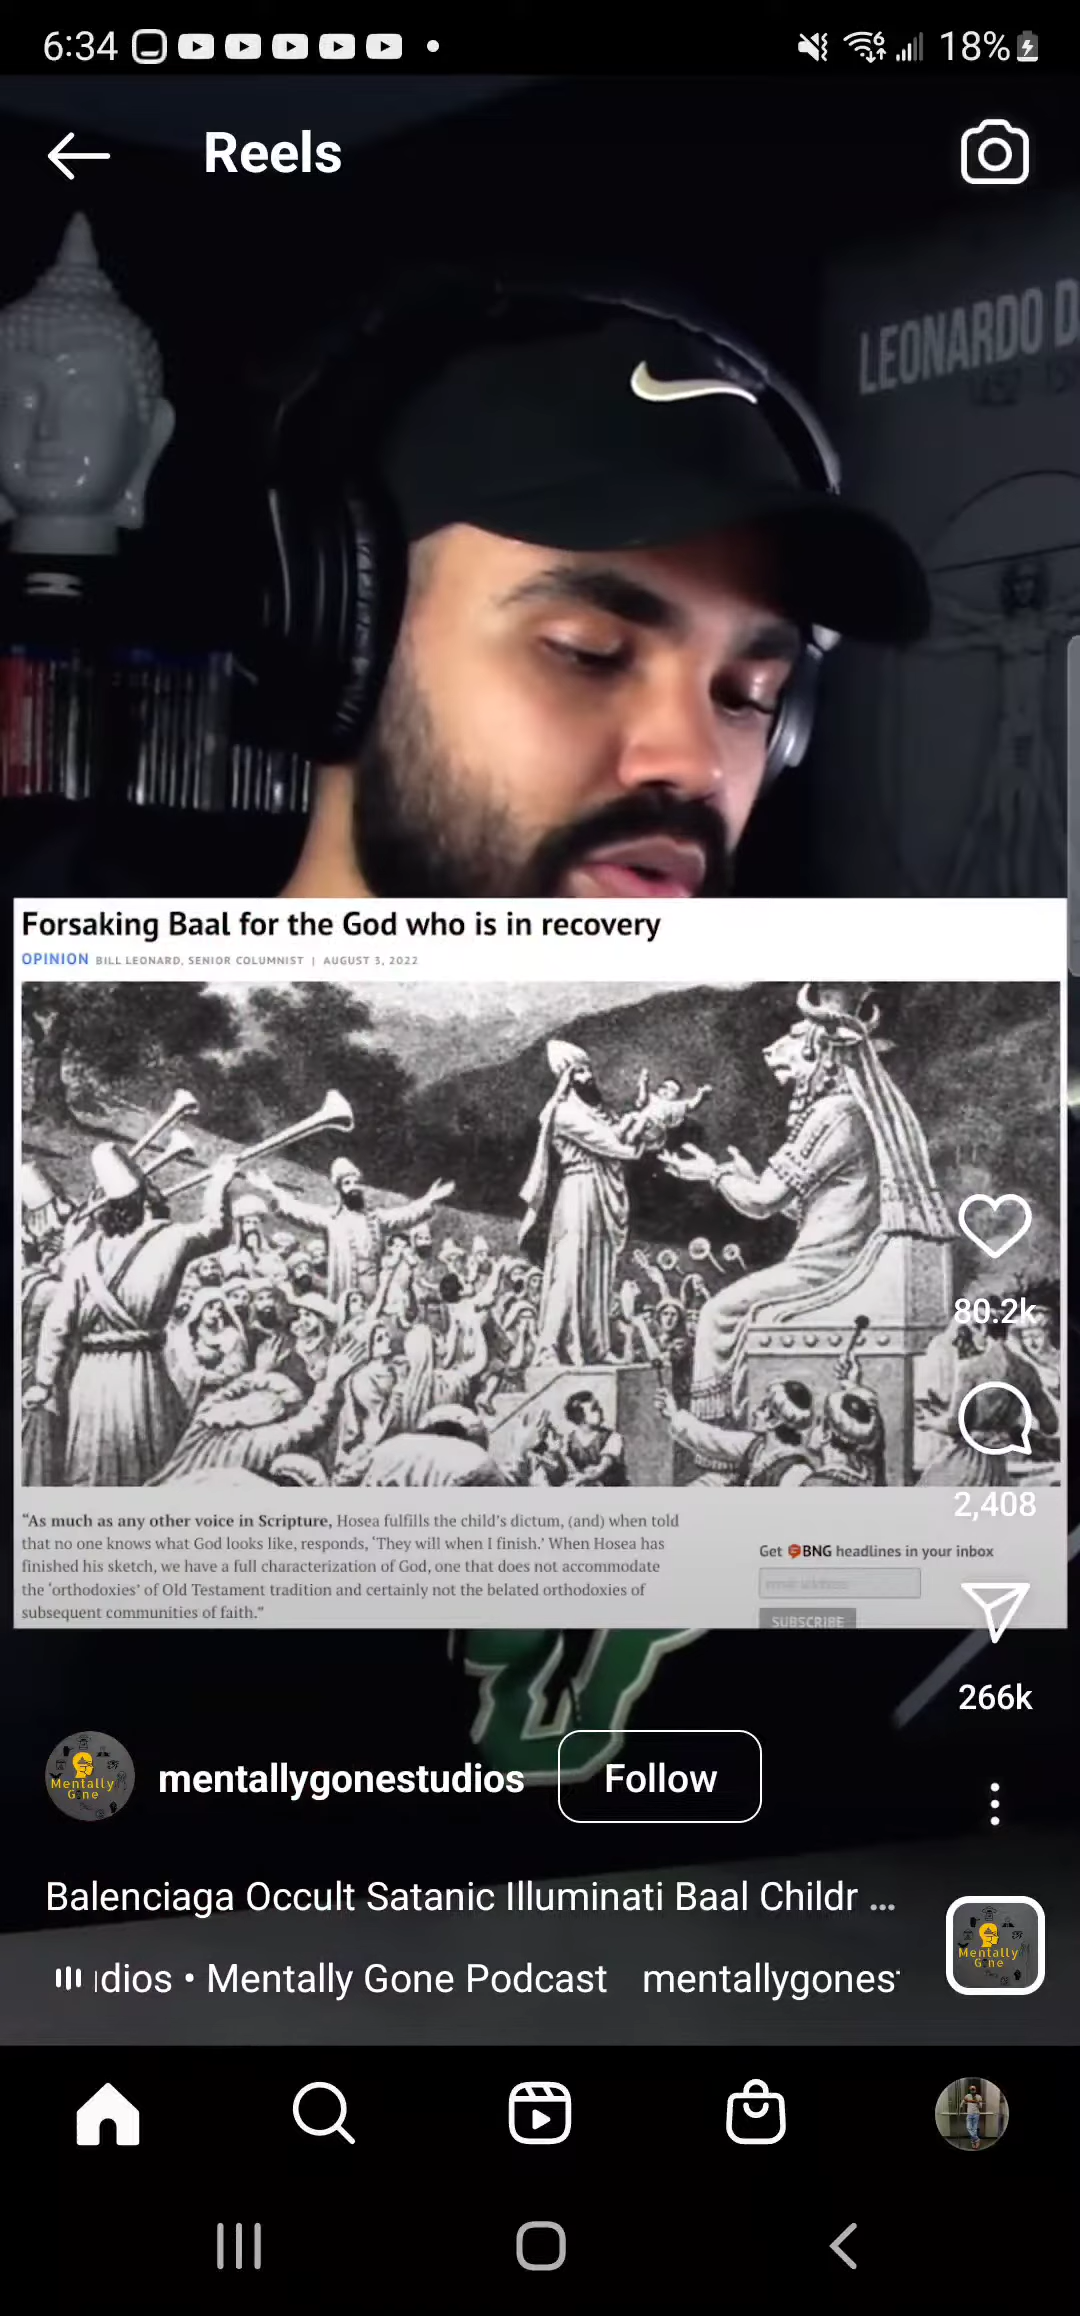 6:34
18%
Reels
LEONARDO D
Forsaking Baal for the God who is in recovery
OPINION BILL LEONARD, SENIOR COLUMNIST | AUGUST 3, 2022
80.2k
2,408
"As much as any other voice in Scripture, Hosea fulfills the child's dictum, (and) when told
that no one knows what God looks like, responds, 'They will when I finish.' When Hosea has
finished his sketch, we have a full characterization of God, one that does not accommodate
the 'orthodoxies' of Old Testament tradition and certainly not the belated orthodoxies of
subsequent communities of faith."
Get BNG headlines in your inbox
email address
SUBSCRIBE
266k
Mentally
Gone
mentallygonestudios
Follow
Balenciaga Occult Satanic Illuminati Baal Childr ...
idios • Mentally Gone Podcast mentallygones
Mentally
Gone